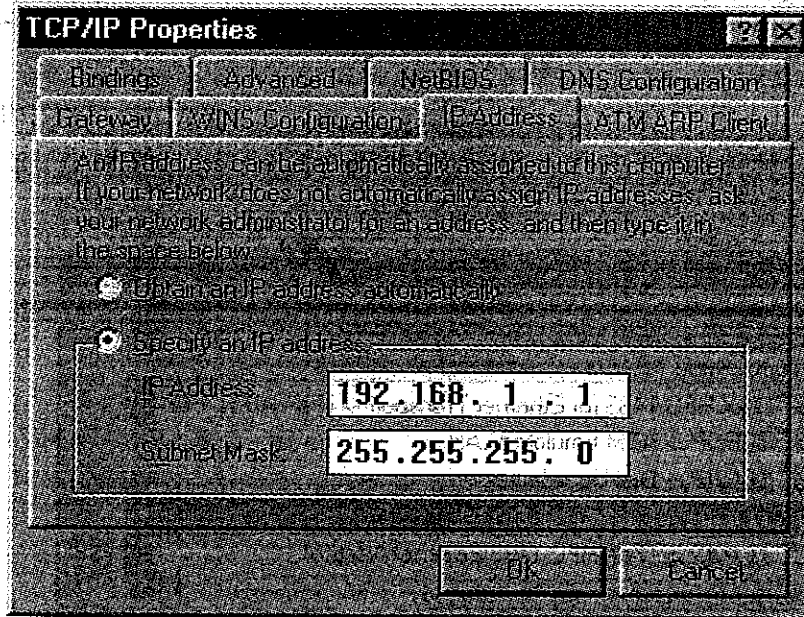 TCP/IP Properties
? X
Bindings Advanced NetBIOS DNS Configuration
Gateway WINS Configuration IP Address ATM ARP Client
An IP address can be automatically assigned to this computer.
If your network does not automatically assign IP addresses, ask
your network administrator for an address, and then type it in
the space below.
Obtain an IP address automatically
Specify an IP address:
IP Address: 192.168. 1 . 1
Subnet Mask: 255.255.255. 0
OK Cancel